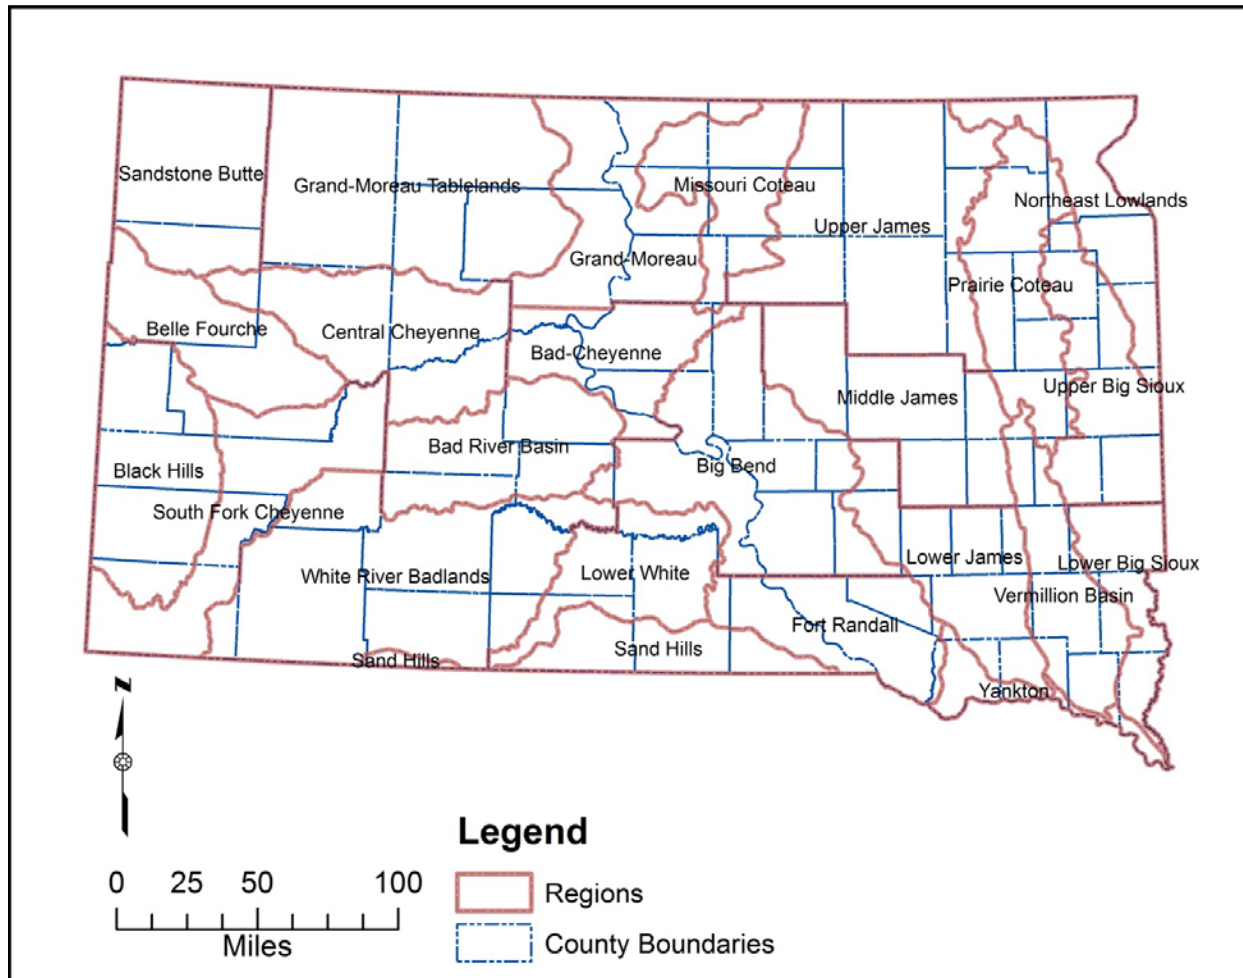 Sandstone Butte
Grand-Moreau Tablelands
Missouri Coteau
Northeast Lowlands
Upper James
Grand-Moreau
Prairie Coteau
Belle Fourche
Central Cheyenne
Bad-Cheyenne
Upper Big Sioux
Middle James
Bad River Basin
Big Bend
Black Hills
South Fork Cheyenne
Lower James
Lower Big Sioux
White River Badlands
Lower White
Vermillion Basin
Fort Randall
Sand Hills
Sand Hills
Yankton
N
Legend
0 25 50 100
Miles
Regions
County Boundaries